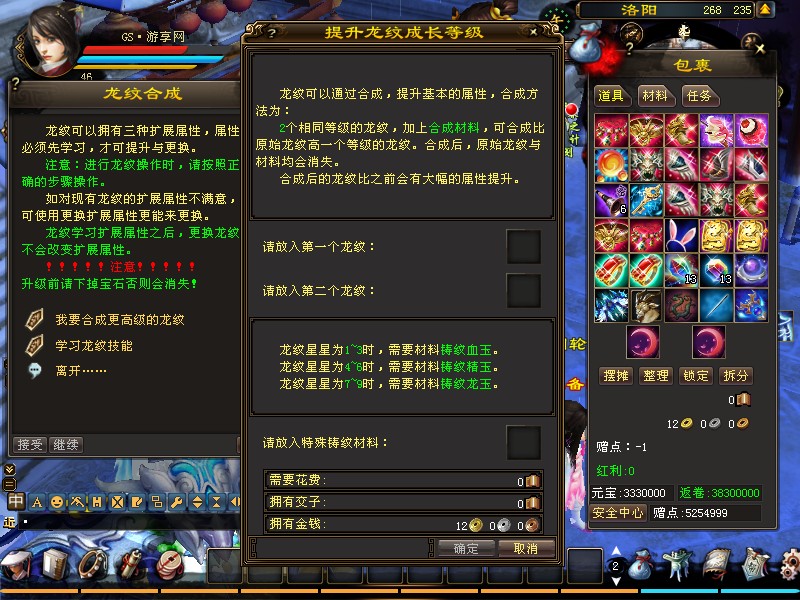 GS·游享网
46
龙纹合成
龙纹可以拥有三种扩展属性，属性
必须先学习，才可提升与更换。
注意：进行龙纹操作时，请按照正
确的步骤操作。
如对现有龙纹的扩展属性不满意，
可使用更换扩展属性更能来更换。
龙纹学习扩展属性之后，更换龙纹
不会改变扩展属性。
！！！！！注意！！！！！
升级前请下掉宝石否则会消失!
我要合成更高级的龙纹
学习龙纹技能
离开……
接受
继续
中
提升龙纹成长等级
龙纹可以通过合成，提升基本的属性，合成方
法为：
2个相同等级的龙纹，加上合成材料，可合成比
原始龙纹高一个等级的龙纹。合成后，原始龙纹与
材料均会消失。
合成后的龙纹比之前会有大幅的属性提升。
请放入第一个龙纹：
请放入第二个龙纹：
龙纹星星为1~3时，需要材料铸纹血玉。
龙纹星星为4~6时，需要材料铸纹精玉。
龙纹星星为7~9时，需要材料铸纹龙玉。
请放入特殊铸纹材料：
需要花费: 0
拥有交子: 0
拥有金钱: 12 0 0
确定
取消
洛阳
268 235
包裹
道具
材料
任务
6
13
13
摆摊
整理
锁定
拆分
0
12 0 0
赠点：-1
红利:0
元宝:3330000
返卷:38300000
安全中心
赠点:5254999
2